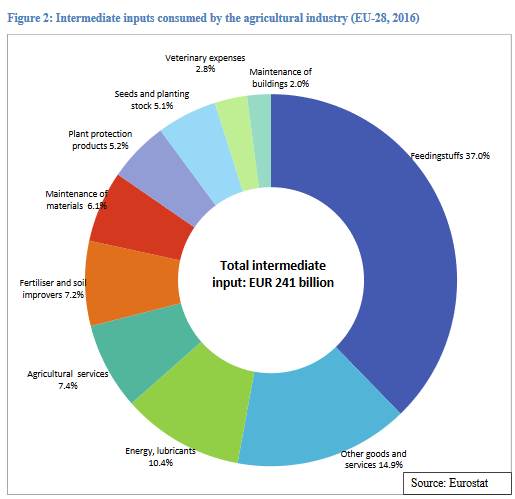 Figure 2: Intermediate inputs consumed by the agricultural industry (EU-28, 2016)
Veterinary expenses
2.8%
Maintenance of
buildings 2.0%
Seeds and planting
stock 5.1%
Plant protection
products 5.2%
Feedingstuffs 37.0%
Maintenance of
materials 6.1%
Total intermediate
input: EUR 241 billion
Fertiliser and soil
improvers 7.2%
Agricultural services
7.4%
Energy, lubricants
10.4%
Other goods and
services 14.9%
Source: Eurostat